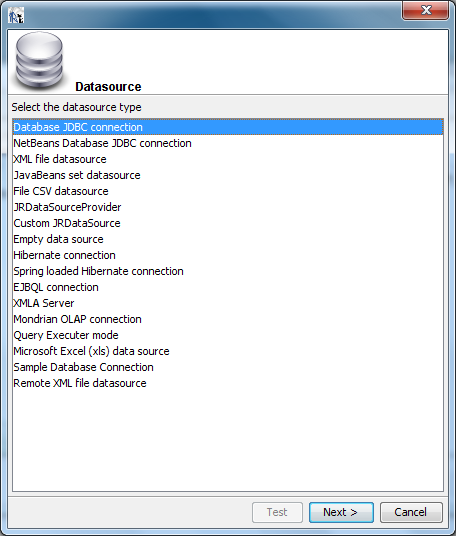 Datasource
Select the datasource type
Database JDBC connection
NetBeans Database JDBC connection
XML file datasource
JavaBeans set datasource
File CSV datasource
JRDataSourceProvider
Custom JRDataSource
Empty data source
Hibernate connection
Spring loaded Hibernate connection
EJBQL connection
XMLA Server
Mondrian OLAP connection
Query Executer mode
Microsoft Excel (xls) data source
Sample Database Connection
Remote XML file datasource
Test
Next >
Cancel